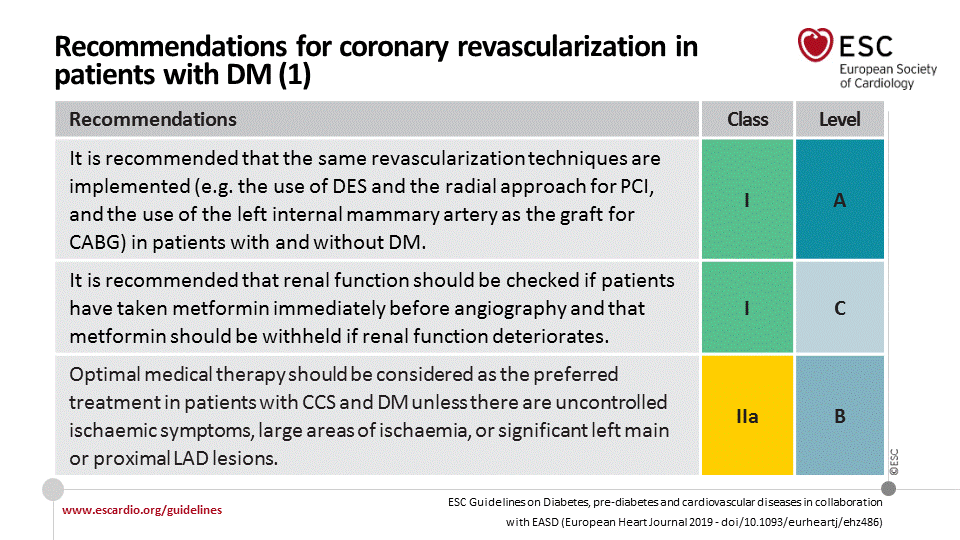 Recommendations for coronary revascularization in
patients with DM (1)
ESC
European Society
of Cardiology
Recommendations
Class
Level
It is recommended that the same revascularization techniques are
implemented (e.g. the use of DES and the radial approach for PCI,
and the use of the left internal mammary artery as the graft for
CABG) in patients with and without DM.
I
A
It is recommended that renal function should be checked if patients
have taken metformin immediately before angiography and that
metformin should be withheld if renal function deteriorates.
I
C
Optimal medical therapy should be considered as the preferred
treatment in patients with CCS and DM unless there are uncontrolled
ischaemic symptoms, large areas of ischaemia, or significant left main
or proximal LAD lesions.
IIa
B
©ESC
www.escardio.org/guidelines
ESC Guidelines on Diabetes, pre-diabetes and cardiovascular diseases in collaboration
with EASD (European Heart Journal 2019 - doi/10.1093/eurheartj/ehz486)